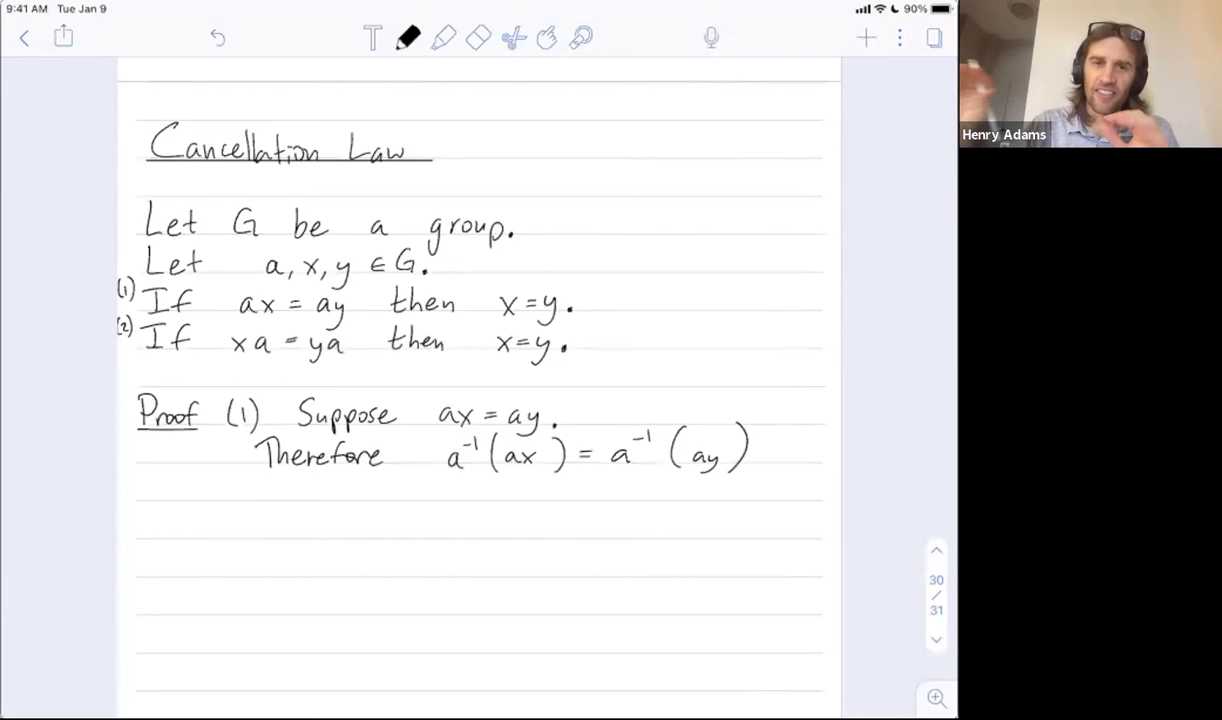 9:41 AM Tue Jan 9
90%
T
Henry Adams
Cancellation Law
Let G be a group.
Let a, x, y ∈ G.
(1) If ax = ay then x = y.
(2) If xa = ya then x = y.
Proof (1) Suppose ax = ay.
Therefore a⁻¹(ax) = a⁻¹(ay)
30
/
31